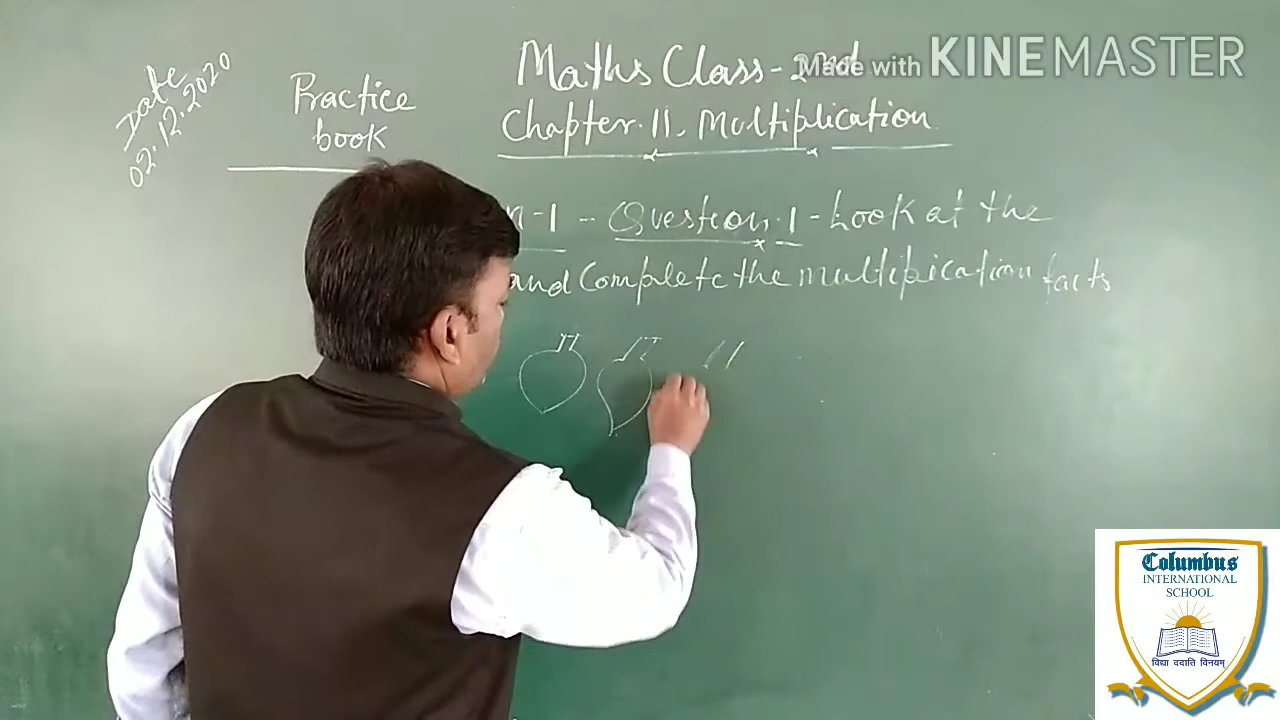 Date
02.12.2020
Practice
book
Maths Class-2nd
Chapter.11. Multiplication
n-1 - Question.1 - Look at the
and complete the multipication facts
Made with KINEMASTER
Columbus
INTERNATIONAL
SCHOOL
विद्या ददाति विनयम्